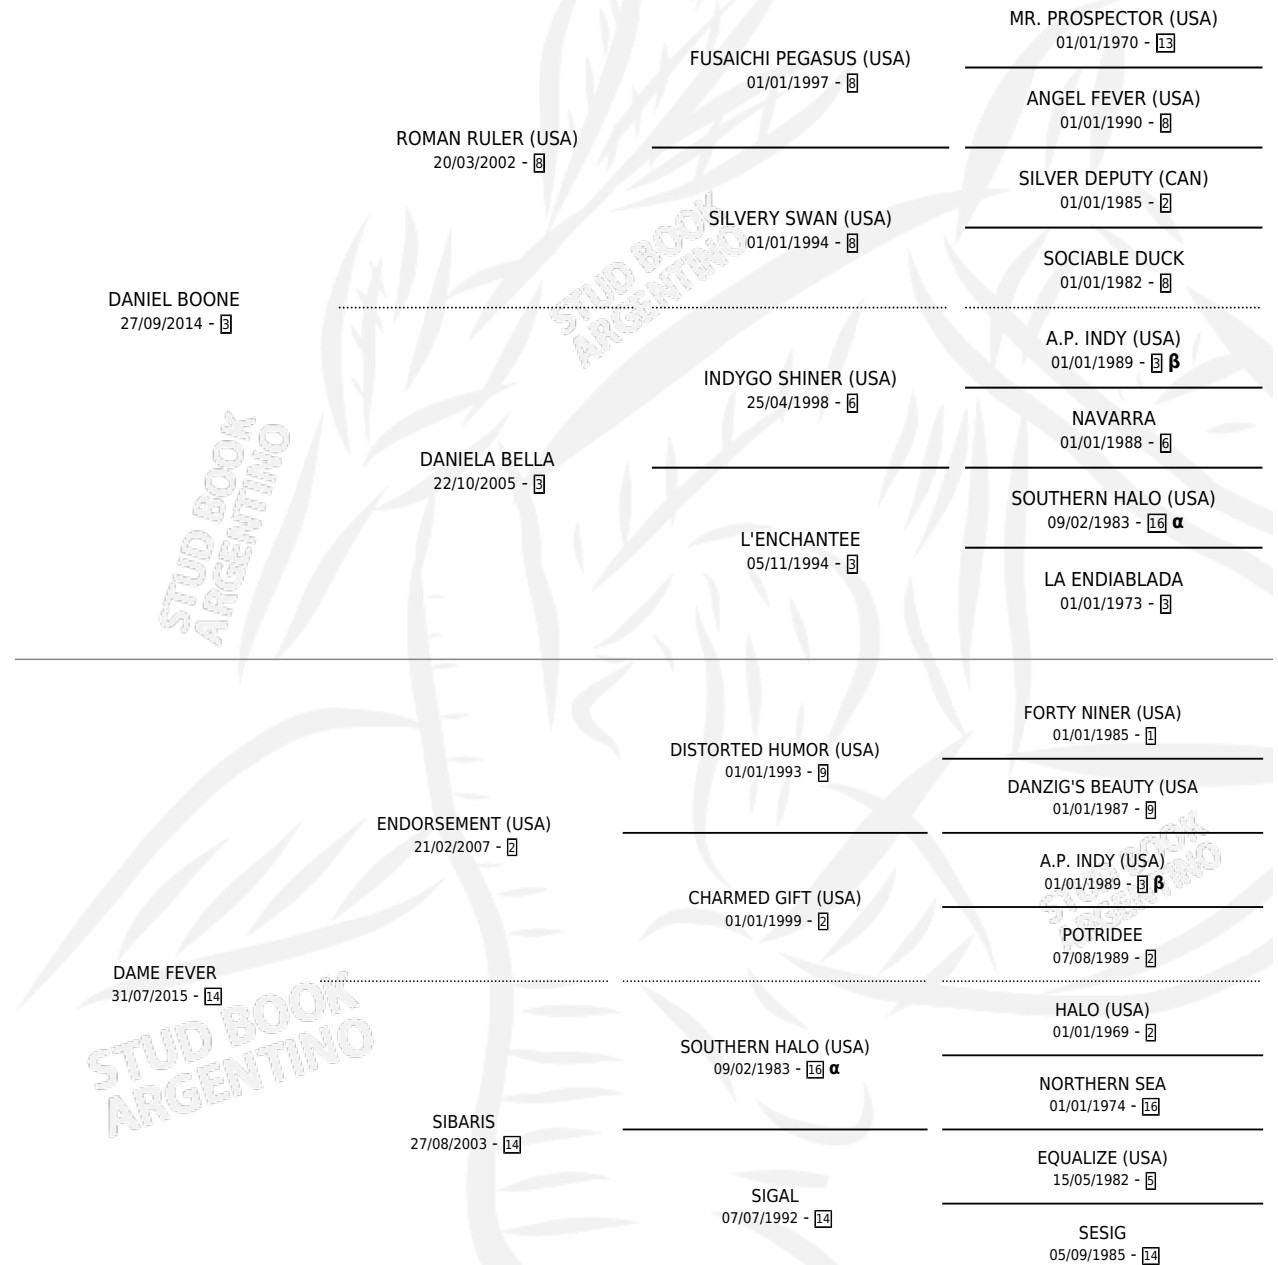 MR. PROSPECTOR (USA)
01/01/1970 - 13
FUSAICHI PEGASUS (USA)
01/01/1997 - 8
ANGEL FEVER (USA)
01/01/1990 - 8
ROMAN RULER (USA)
20/03/2002 - 8
SILVER DEPUTY (CAN)
01/01/1985 - 2
SILVERY SWAN (USA)
01/01/1994 - 8
SOCIABLE DUCK
01/01/1982 - 8
DANIEL BOONE
27/09/2014 - 3
A.P. INDY (USA)
01/01/1989 - 3 β
INDYGO SHINER (USA)
25/04/1998 - 6
NAVARRA
01/01/1988 - 6
DANIELA BELLA
22/10/2005 - 3
SOUTHERN HALO (USA)
09/02/1983 - 16 α
L'ENCHANTEE
05/11/1994 - 3
LA ENDIABLADA
01/01/1973 - 3
FORTY NINER (USA)
01/01/1985 - 1
DISTORTED HUMOR (USA)
01/01/1993 - 9
DANZIG'S BEAUTY (USA
01/01/1987 - 9
ENDORSEMENT (USA)
21/02/2007 - 2
A.P. INDY (USA)
01/01/1989 - 3 β
CHARMED GIFT (USA)
01/01/1999 - 2
POTRIDEE
07/08/1989 - 2
DAME FEVER
31/07/2015 - 14
HALO (USA)
01/01/1969 - 2
SOUTHERN HALO (USA)
09/02/1983 - 16 α
NORTHERN SEA
01/01/1974 - 16
SIBARIS
27/08/2003 - 14
EQUALIZE (USA)
15/05/1982 - 5
SIGAL
07/07/1992 - 14
SESIG
05/09/1985 - 14
STUD BOOK
ARGENTINO
STUD BOOK
ARGENTINO
STUD BOOK
ARGENTINO
STUD BOOK
ARGENTINO